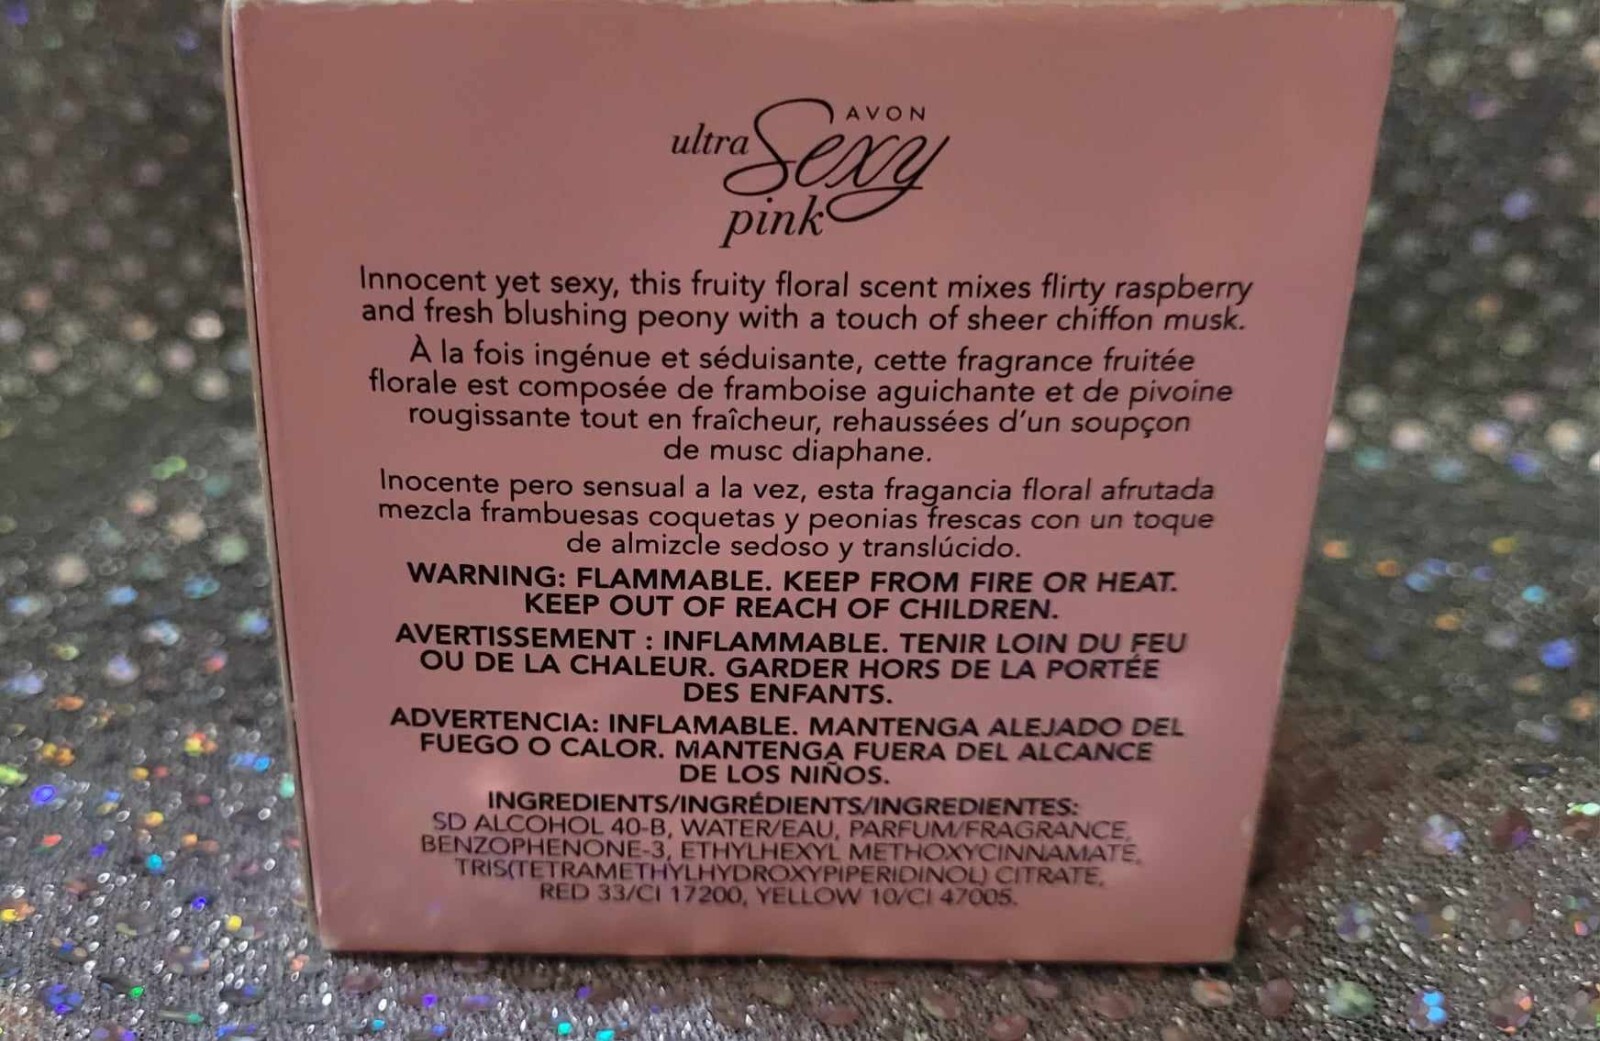 AVON
ultra Sexy
pink
Innocent yet sexy, this fruity floral scent mixes flirty raspberry
and fresh blushing peony with a touch of sheer chiffon musk.
À la fois ingénue et séduisante, cette fragrance fruitée
florale est composée de framboise aguichante et de pivoine
rougissante tout en fraîcheur, rehaussées d'un soupçon
de musc diaphane.
Inocente pero sensual a la vez, esta fragancia floral afrutada
mezcla frambuesas coquetas y peonias frescas con un toque
de almizcle sedoso y translúcido.
WARNING: FLAMMABLE. KEEP FROM FIRE OR HEAT.
KEEP OUT OF REACH OF CHILDREN.
AVERTISSEMENT : INFLAMMABLE. TENIR LOIN DU FEU
OU DE LA CHALEUR. GARDER HORS DE LA PORTÉE
DES ENFANTS.
ADVERTENCIA: INFLAMABLE. MANTENGA ALEJADO DEL
FUEGO O CALOR. MANTENGA FUERA DEL ALCANCE
DE LOS NIÑOS.
INGREDIENTS/INGRÉDIENTS/INGREDIENTES:
SD ALCOHOL 40-B, WATER/EAU, PARFUM/FRAGRANCE,
BENZOPHENONE-3, ETHYLHEXYL METHOXYCINNAMATE,
TRIS(TETRAMETHYLHYDROXYPIPERIDINOL) CITRATE,
RED 33/CI 17200, YELLOW 10/CI 47005.